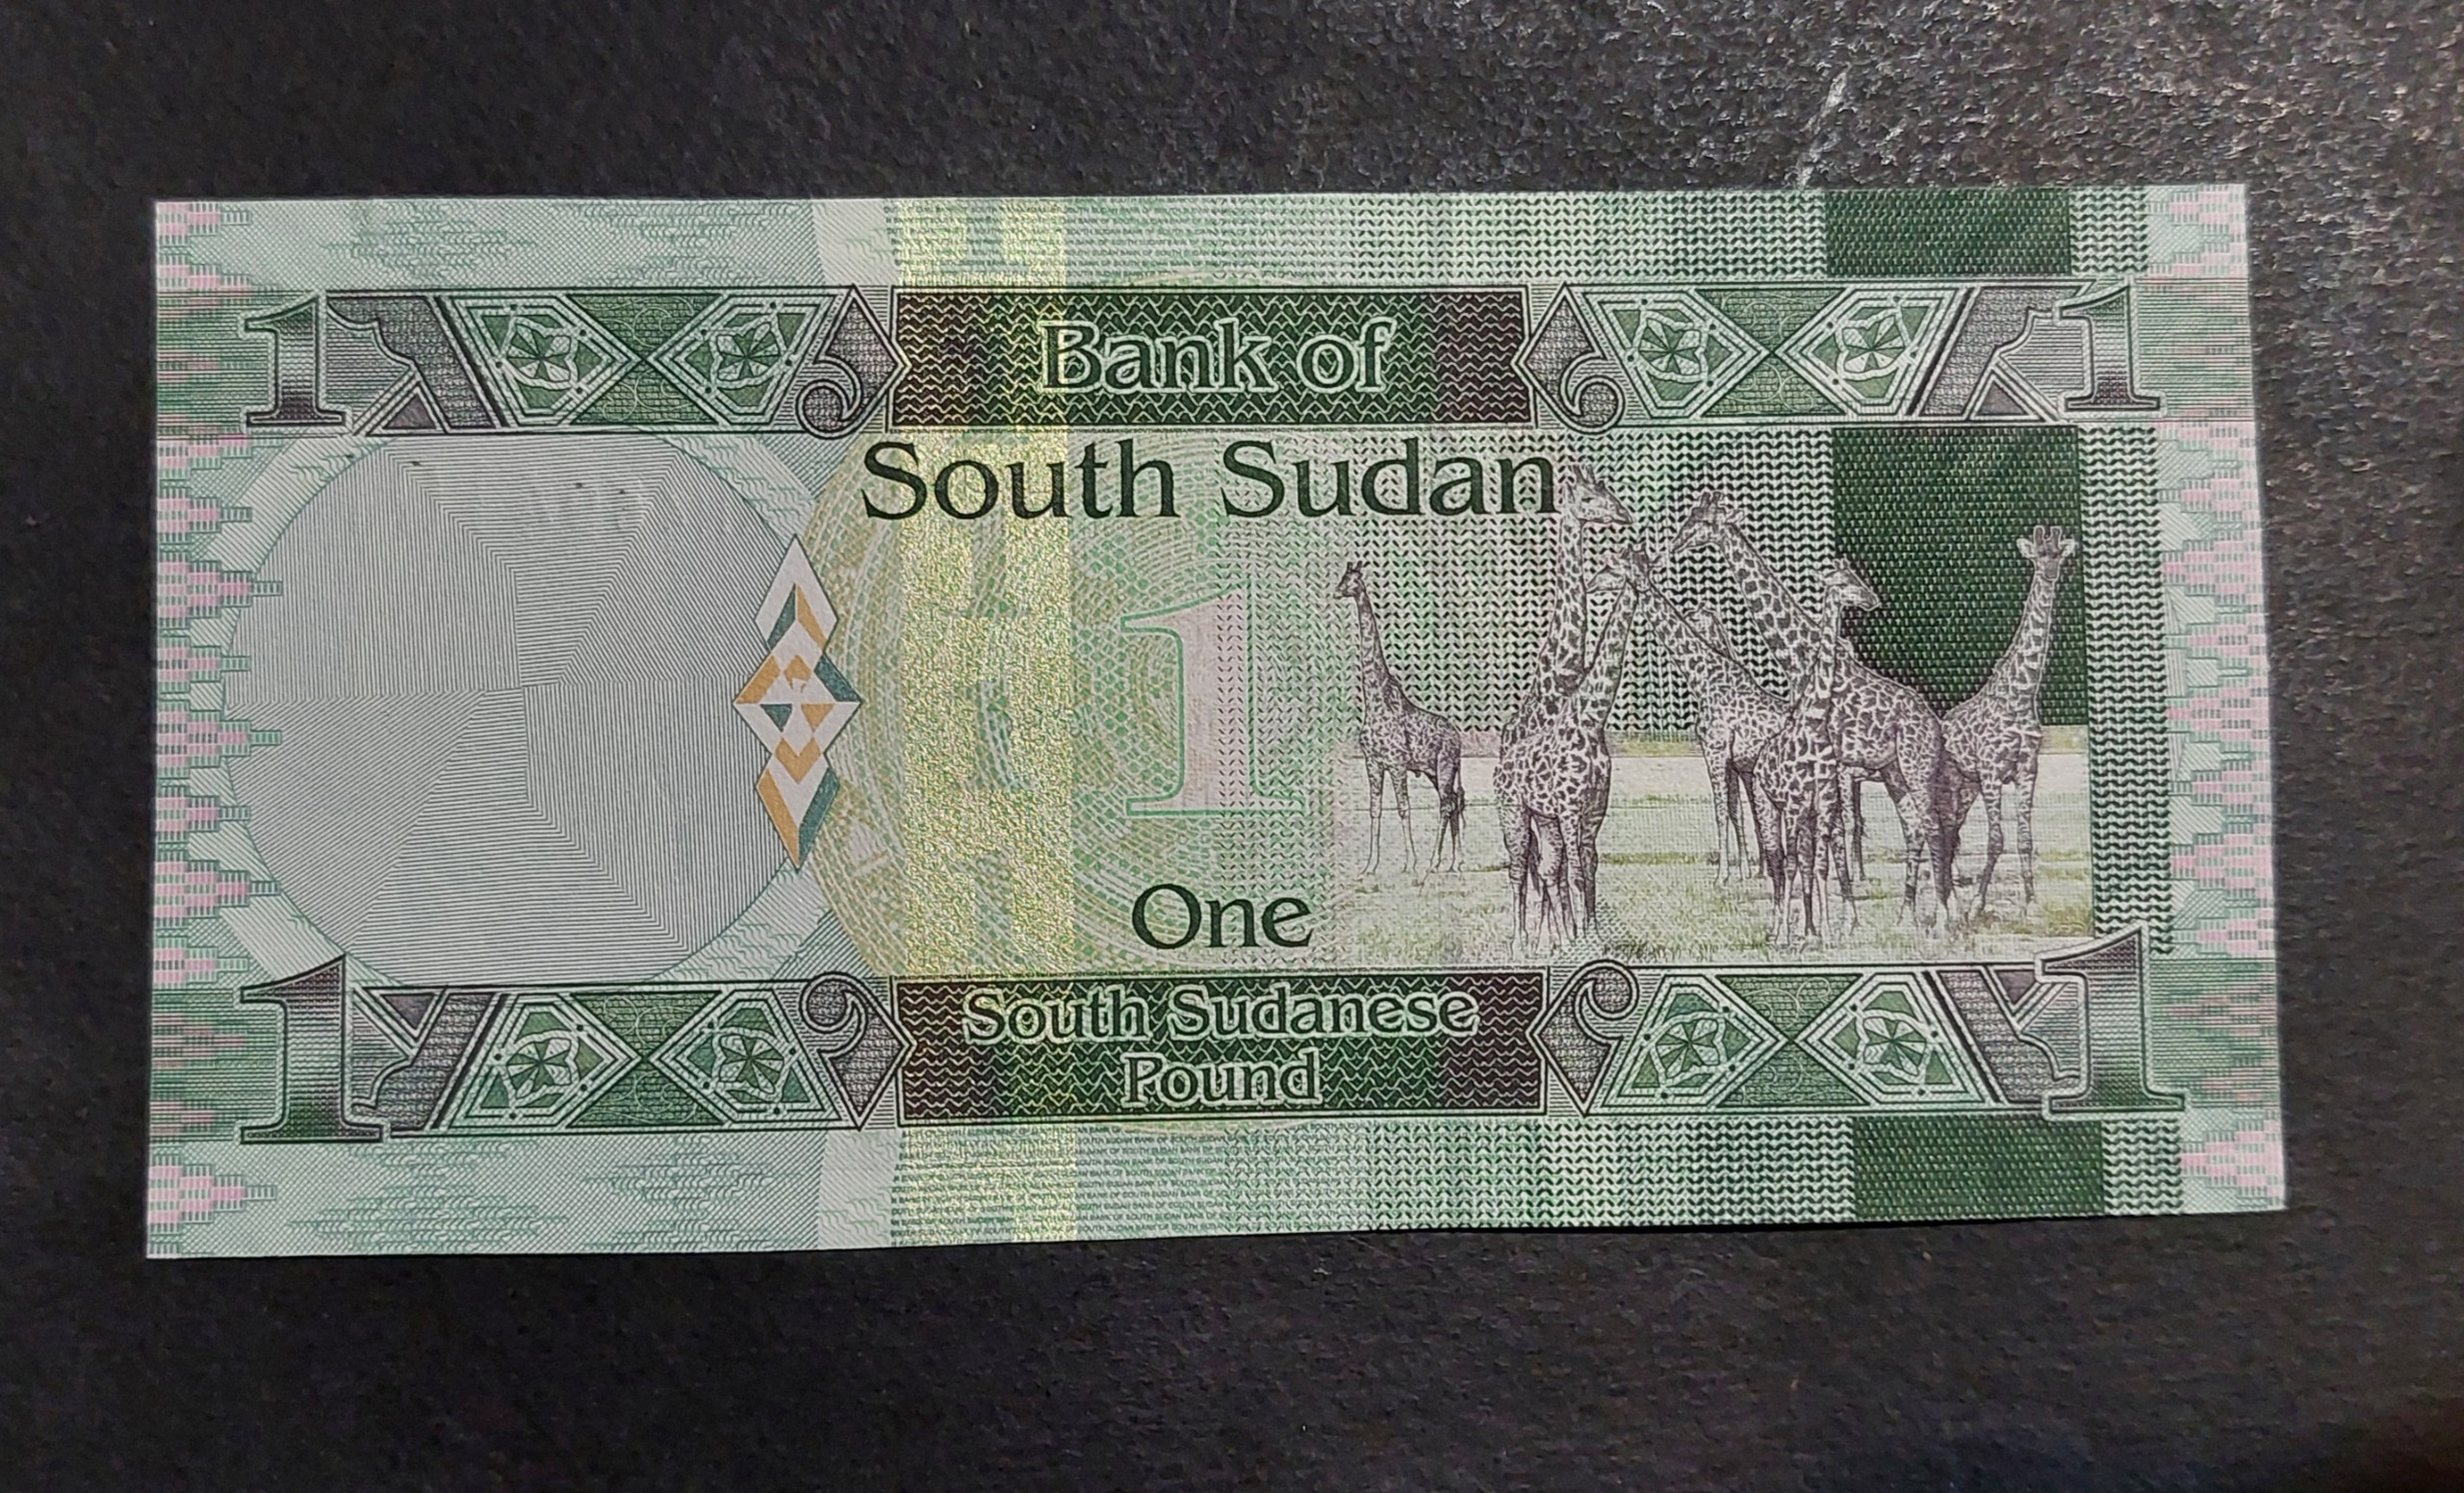 1 Bank of 1
South Sudan
1
One
1 South Sudanese 1
Pound